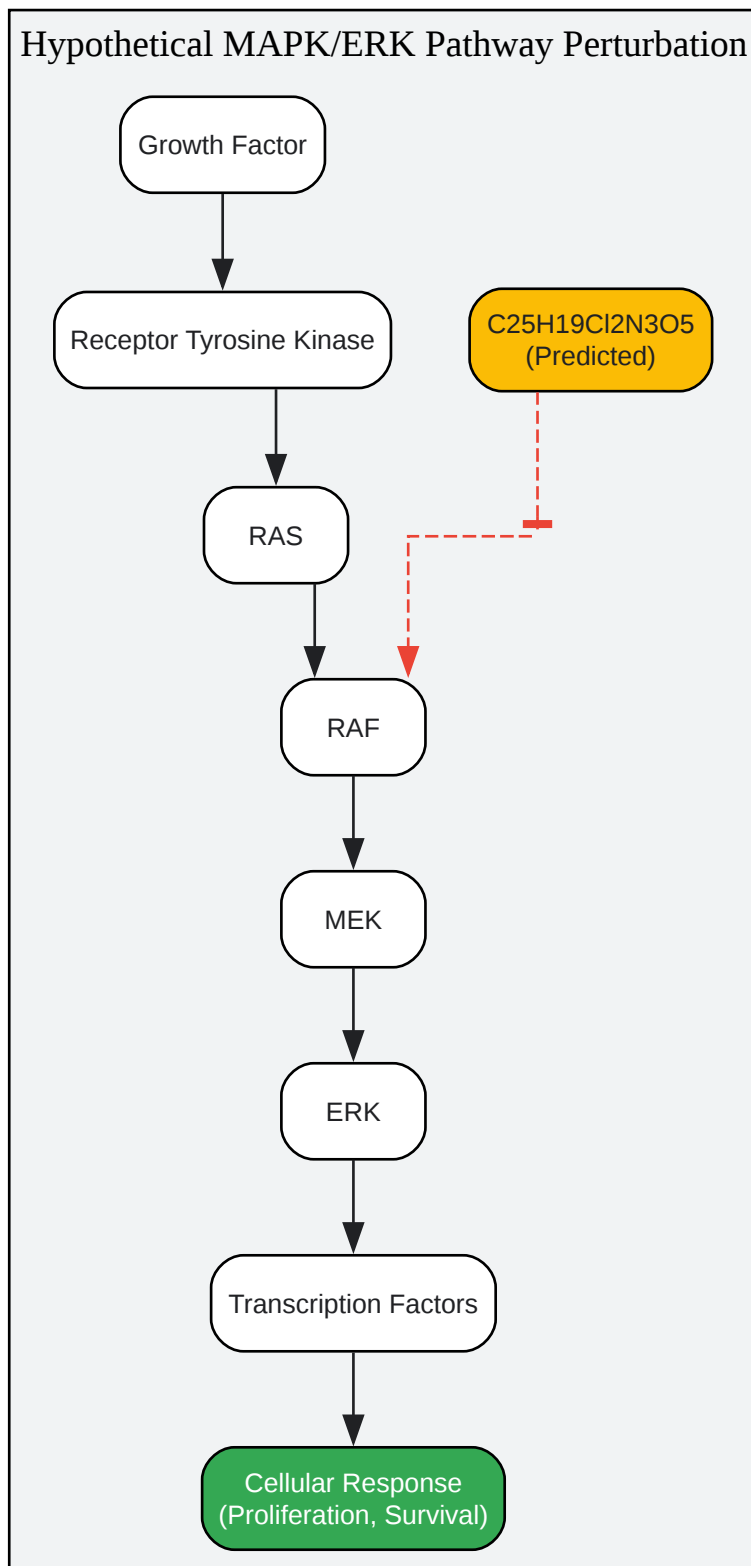 Hypothetical MAPK/ERK Pathway Perturbation
Growth Factor
Receptor Tyrosine Kinase
C25H19Cl2N3O5
(Predicted)
RAS
RAF
MEK
ERK
Transcription Factors
Cellular Response
(Proliferation, Survival)